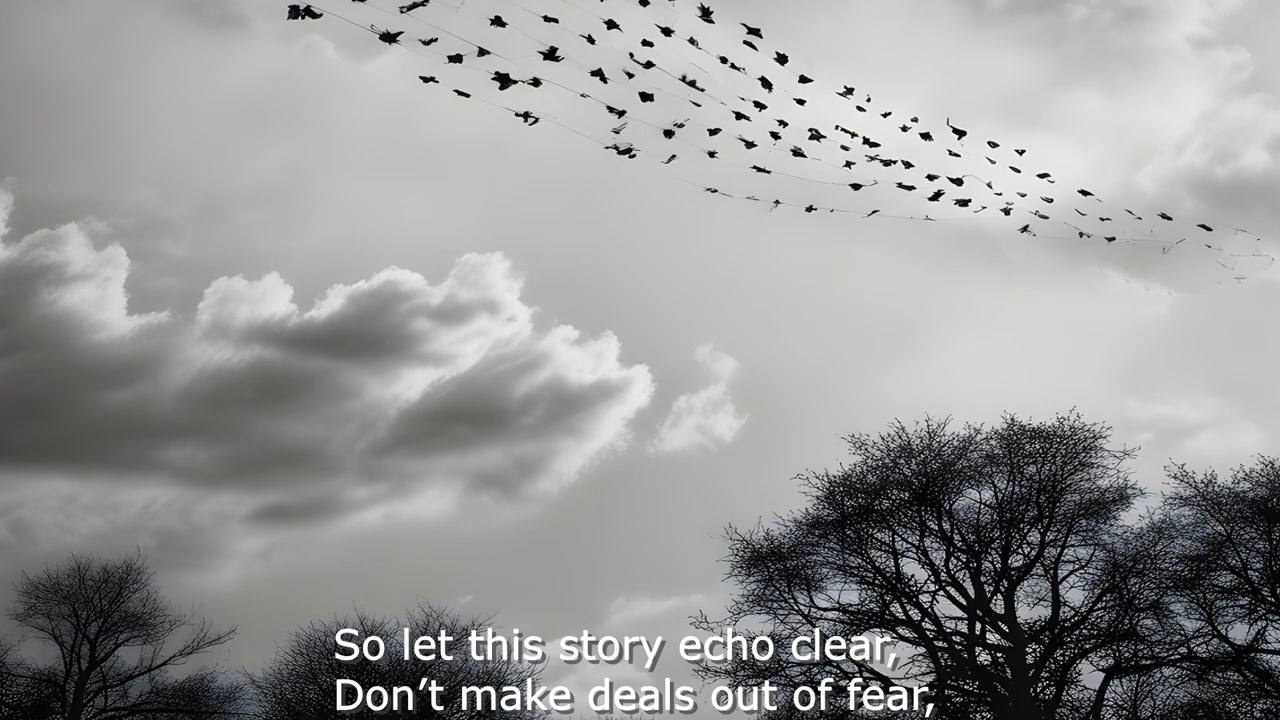 So let this story echo clear,
Don’t make deals out of fear,